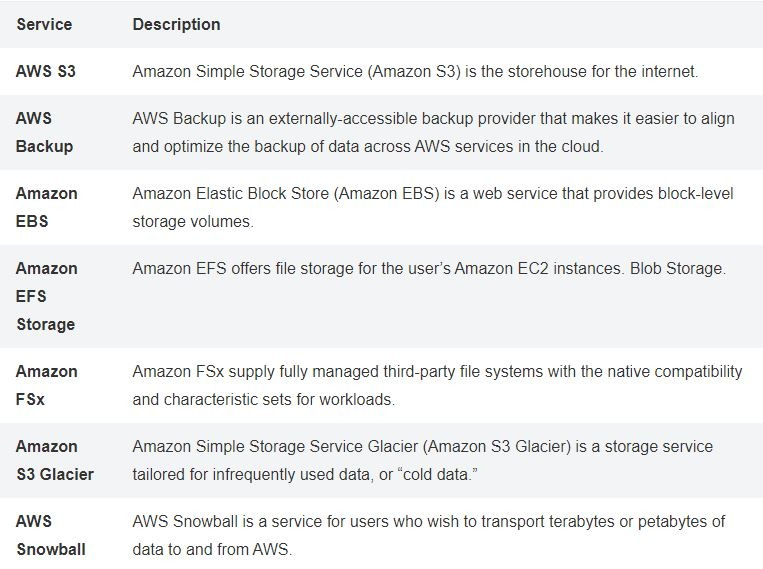 Service Description
AWS S3 Amazon Simple Storage Service (Amazon S3) is the storehouse for the internet.
AWS AWS Backup is an externally-accessible backup provider that makes it easier to align
Backup and optimize the backup of data across AWS services in the cloud.
Amazon Amazon Elastic Block Store (Amazon EBS) is a web service that provides block-level
EBS storage volumes.
Amazon Amazon EFS offers file storage for the user’s Amazon EC2 instances. Blob Storage.
EFS
Storage
Amazon Amazon FSx supply fully managed third-party file systems with the native compatibility
FSx and characteristic sets for workloads.
Amazon Amazon Simple Storage Service Glacier (Amazon S3 Glacier) is a storage service
S3 Glacier tailored for infrequently used data, or “cold data.”
AWS AWS Snowball is a service for users who wish to transport terabytes or petabytes of
Snowball data to and from AWS.